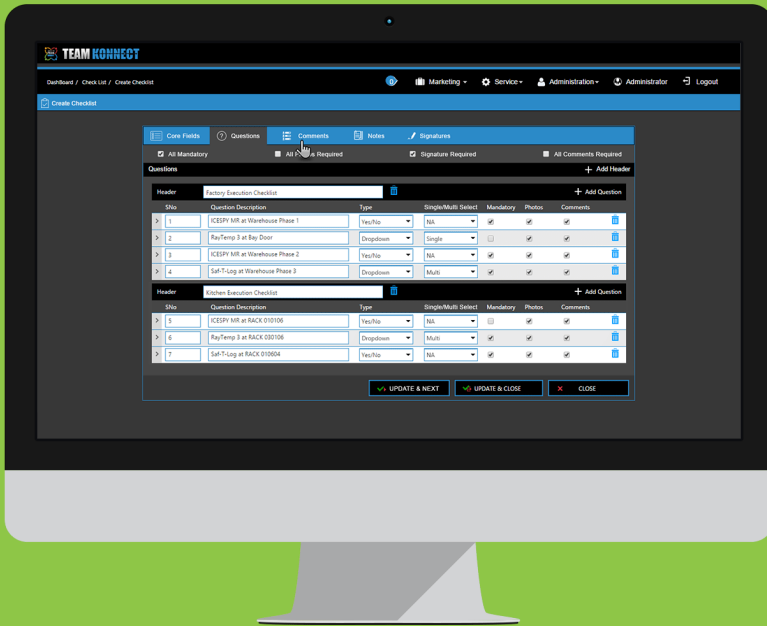 TEAM KONNECT
DashBoard / Check List / Create Checklist
0 Marketing Service Administration Administrator Logout
Create Checklist
Core Fields Questions Comments Notes Signatures
All Mandatory All Required Signature Required All Comments Required
Questions + Add Header
Header Factory Execution Checklist + Add Question
SNo Question Description Type Single/Multi Select Mandatory Photos Comments
1 ICESPY MR at Warehouse Phase 1 Yes/No NA
2 RayTemp 3 at Bay Door Dropdown Single
3 ICESPY MR at Warehouse Phase 2 Yes/No NA
4 Saf-T-Log at Warehouse Phase 3 Dropdown Multi
Header Kitchen Execution Checklist + Add Question
SNo Question Description Type Single/Multi Select Mandatory Photos Comments
5 ICESPY MR at RACK 010106 Yes/No NA
6 RayTemp 3 at RACK 030106 Dropdown Multi
7 Saf-T-Log at RACK 010604 Yes/No NA
UPDATE & NEXT UPDATE & CLOSE X CLOSE